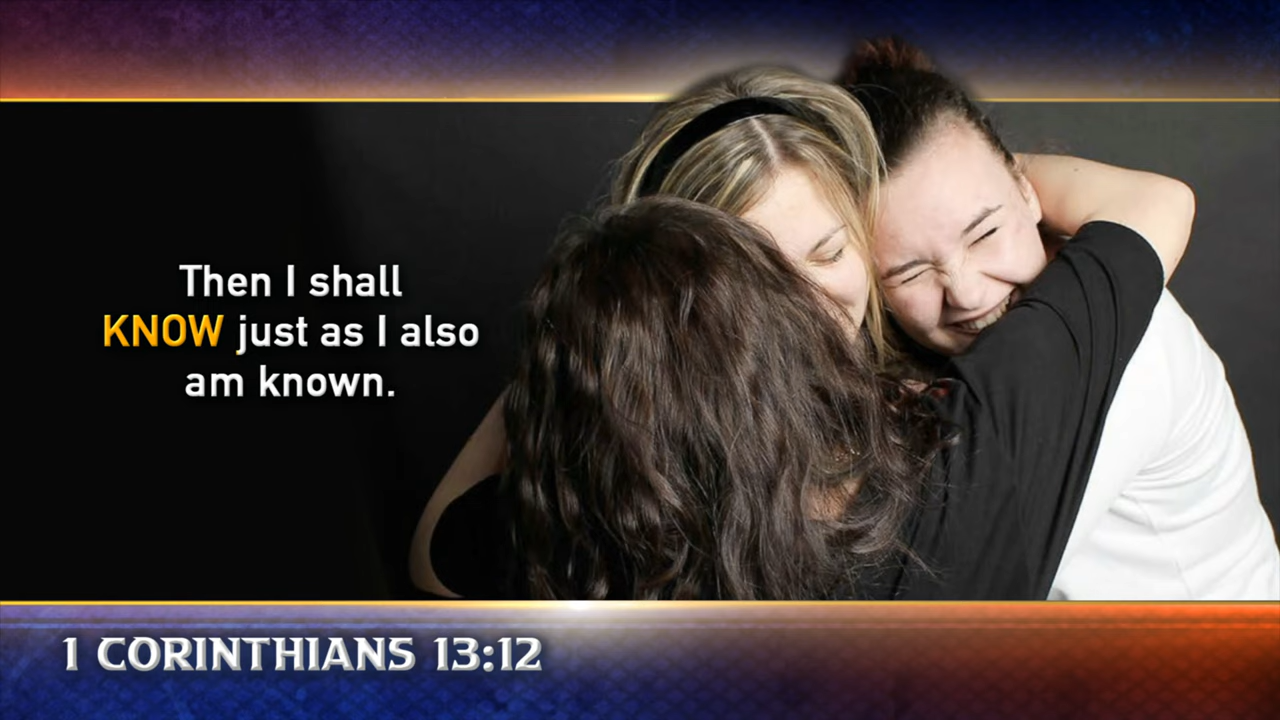 Then I shall
KNOW just as I also
am known.
1 CORINTHIANS 13:12